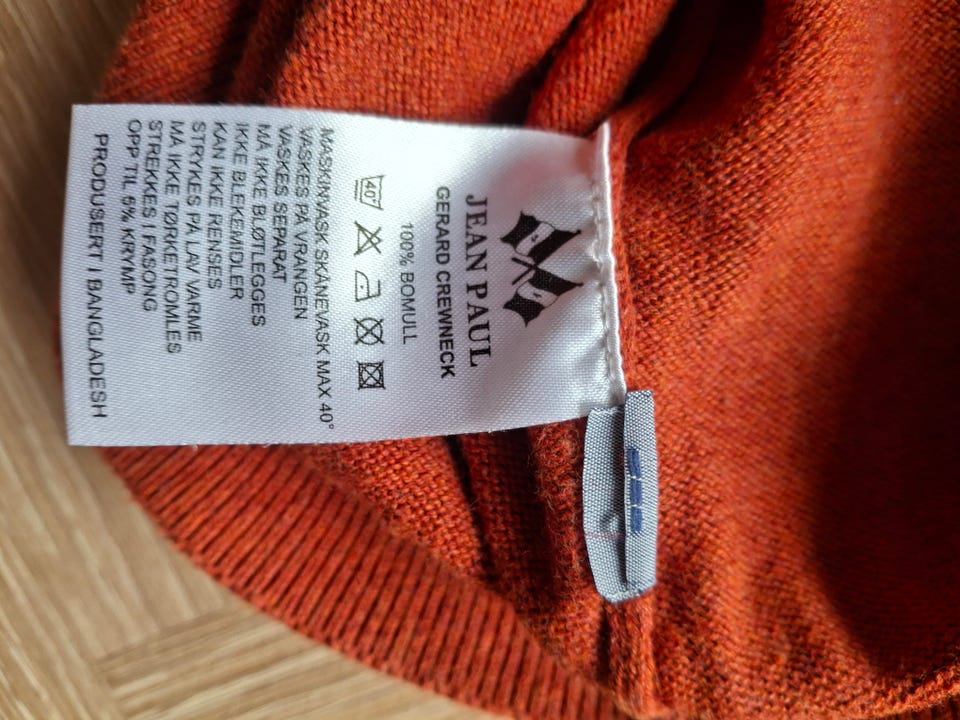 JEAN PAUL
GERARD CREWNECK
100% BOMULL
40°
MASKINVASK SKÅNEVASK MAX 40°
VASKES PÅ VRANGEN
VASKES SEPARAT
MÅ IKKE BLØTLEGGES
IKKE BLEKEMIDLER
KAN IKKE RENSES
STRYKES PÅ LAV VARME
MÅ IKKE TØRKETROMLES
STREKKES I FASONG
OPP TIL 5% KRYMP
PRODUSERT I BANGLADESH